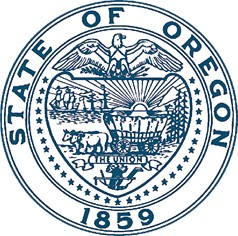 STATE OF OREGON
THE UNION
1859